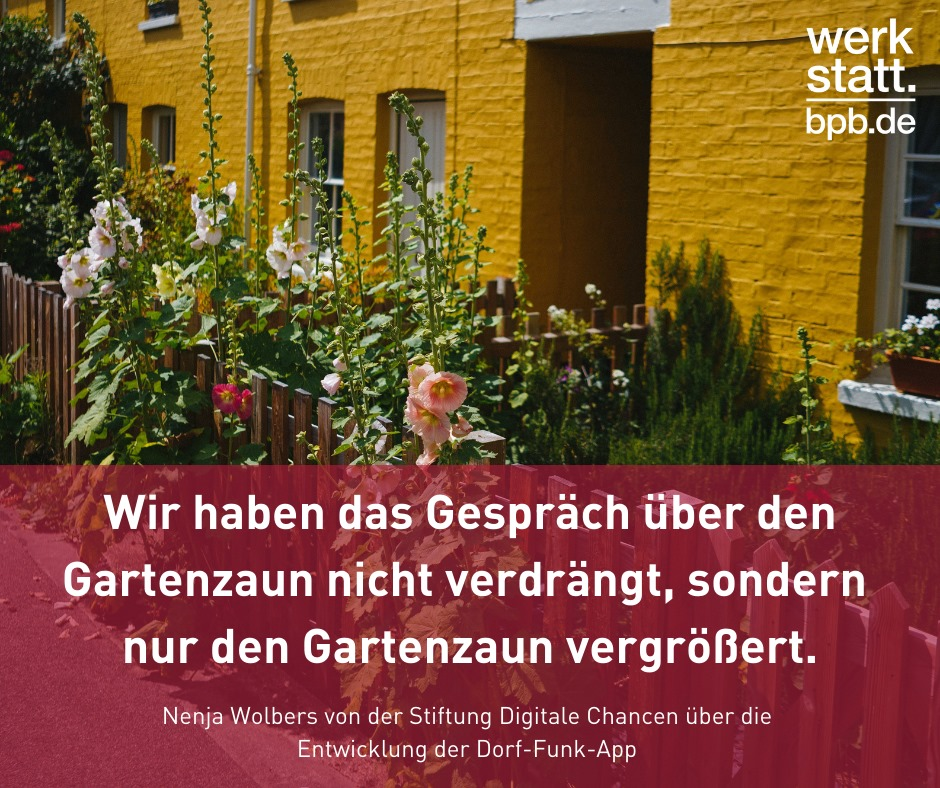 werk
statt.
bpb.de
Wir haben das Gespräch über den
Gartenzaun nicht verdrängt, sondern
nur den Gartenzaun vergrößert.
Nenja Wolbers von der Stiftung Digitale Chancen über die
Entwicklung der Dorf-Funk-App